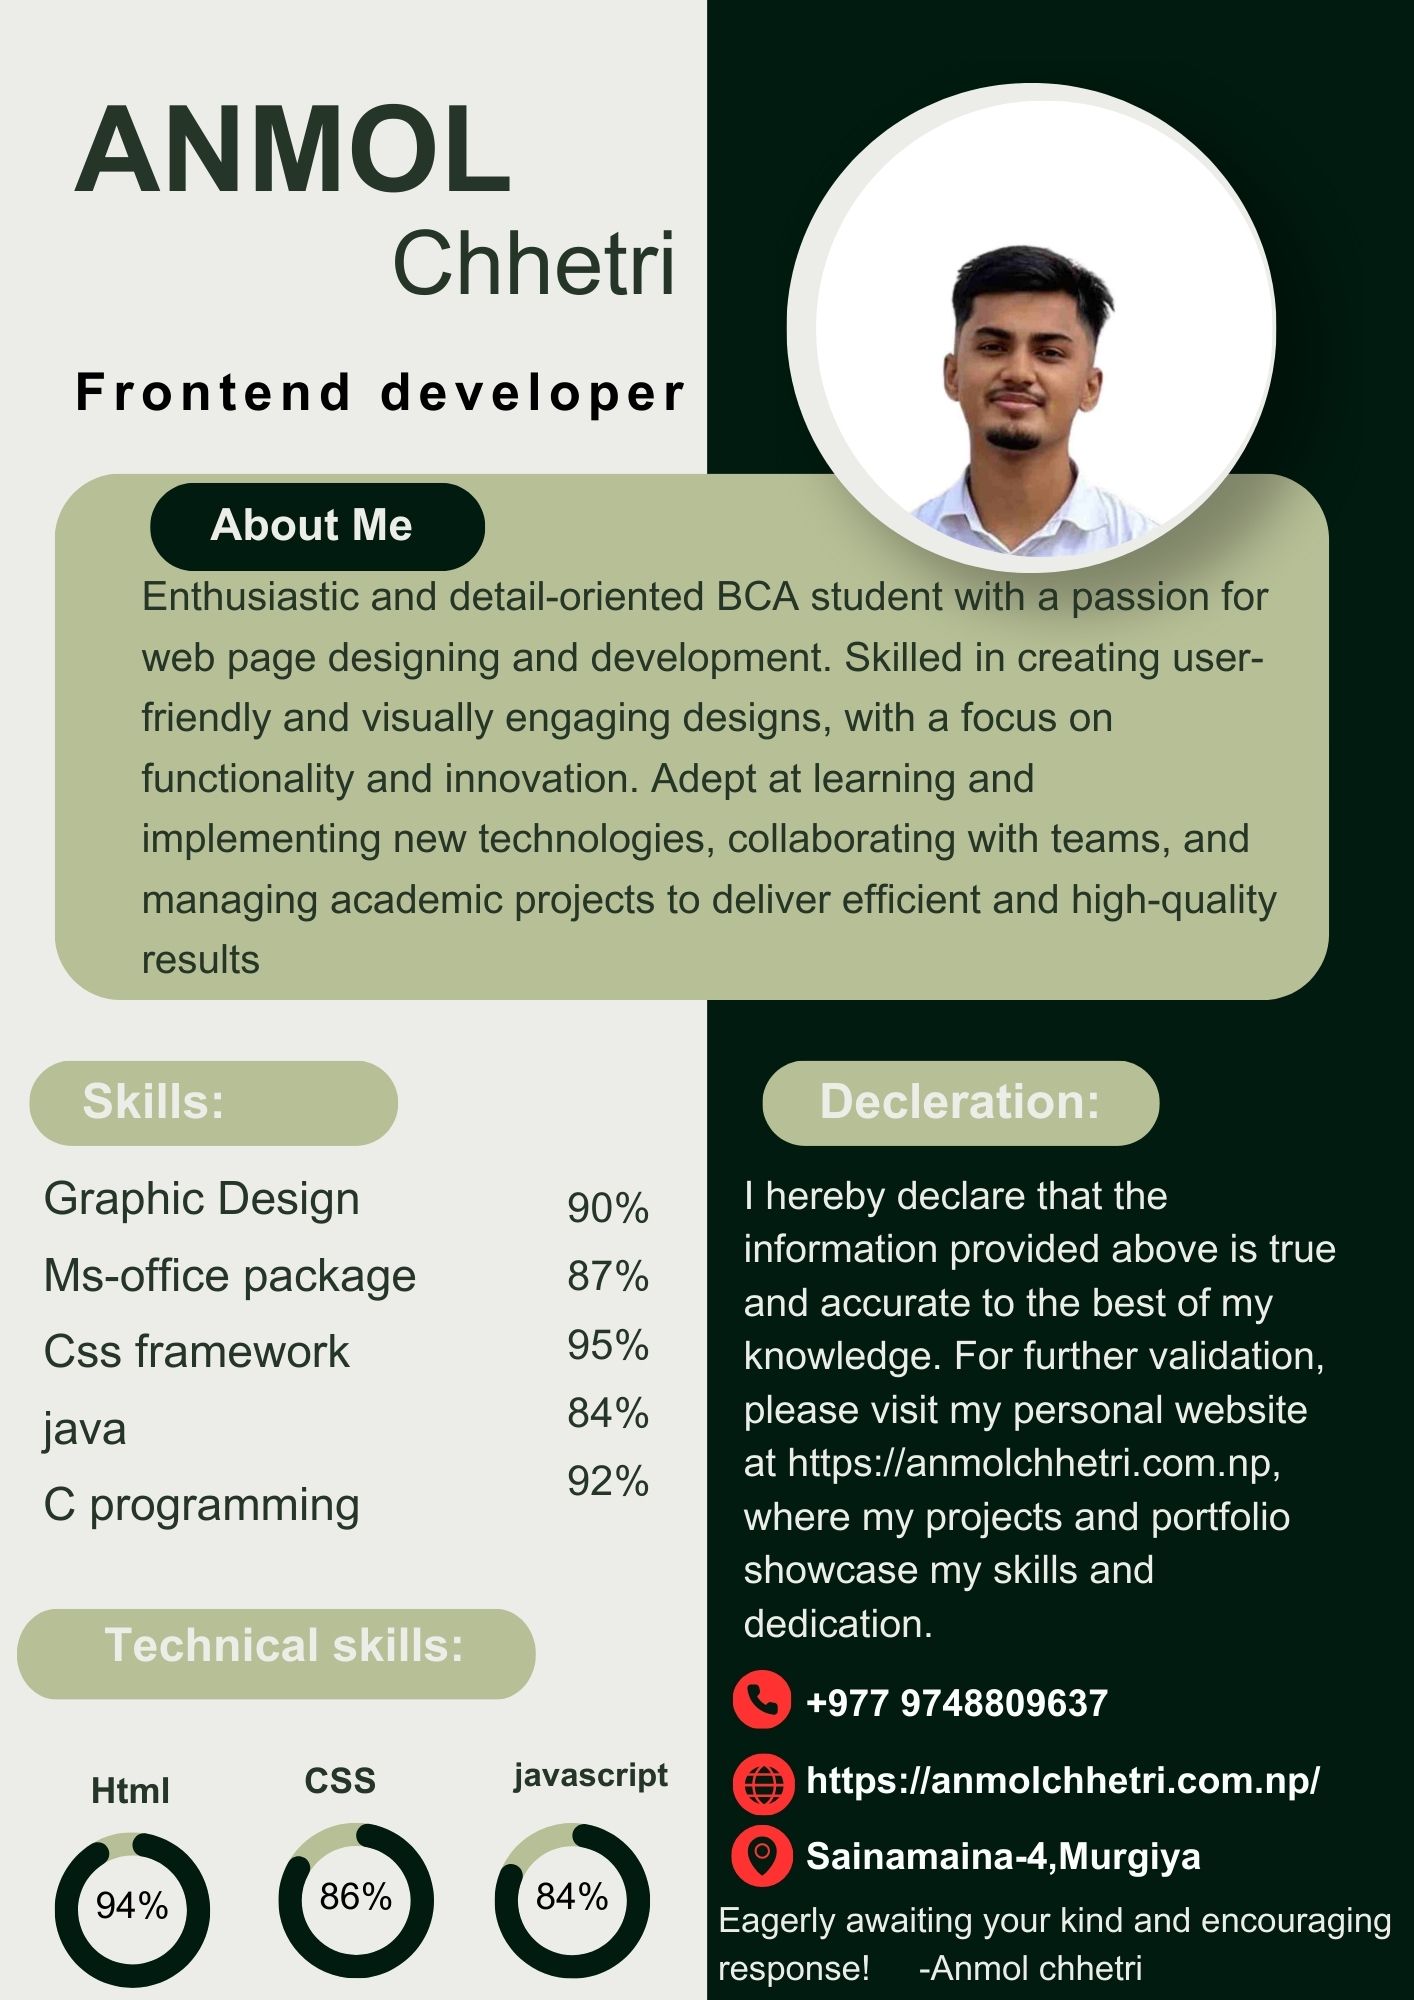 ANMOL
Chhetri
Frontend developer
About Me
Enthusiastic and detail-oriented BCA student with a passion for
web page designing and development. Skilled in creating user-
friendly and visually engaging designs, with a focus on
functionality and innovation. Adept at learning and
implementing new technologies, collaborating with teams, and
managing academic projects to deliver efficient and high-quality
results
Skills:
Graphic Design 90%
Ms-office package 87%
Css framework 95%
java 84%
C programming 92%
Technical skills:
Html CSS javascript
94% 86% 84%
Decleration:
I hereby declare that the
information provided above is true
and accurate to the best of my
knowledge. For further validation,
please visit my personal website
at https://anmolchhetri.com.np,
where my projects and portfolio
showcase my skills and
dedication.
+977 9748809637
https://anmolchhetri.com.np/
Sainamaina-4,Murgiya
Eagerly awaiting your kind and encouraging
response! -Anmol chhetri